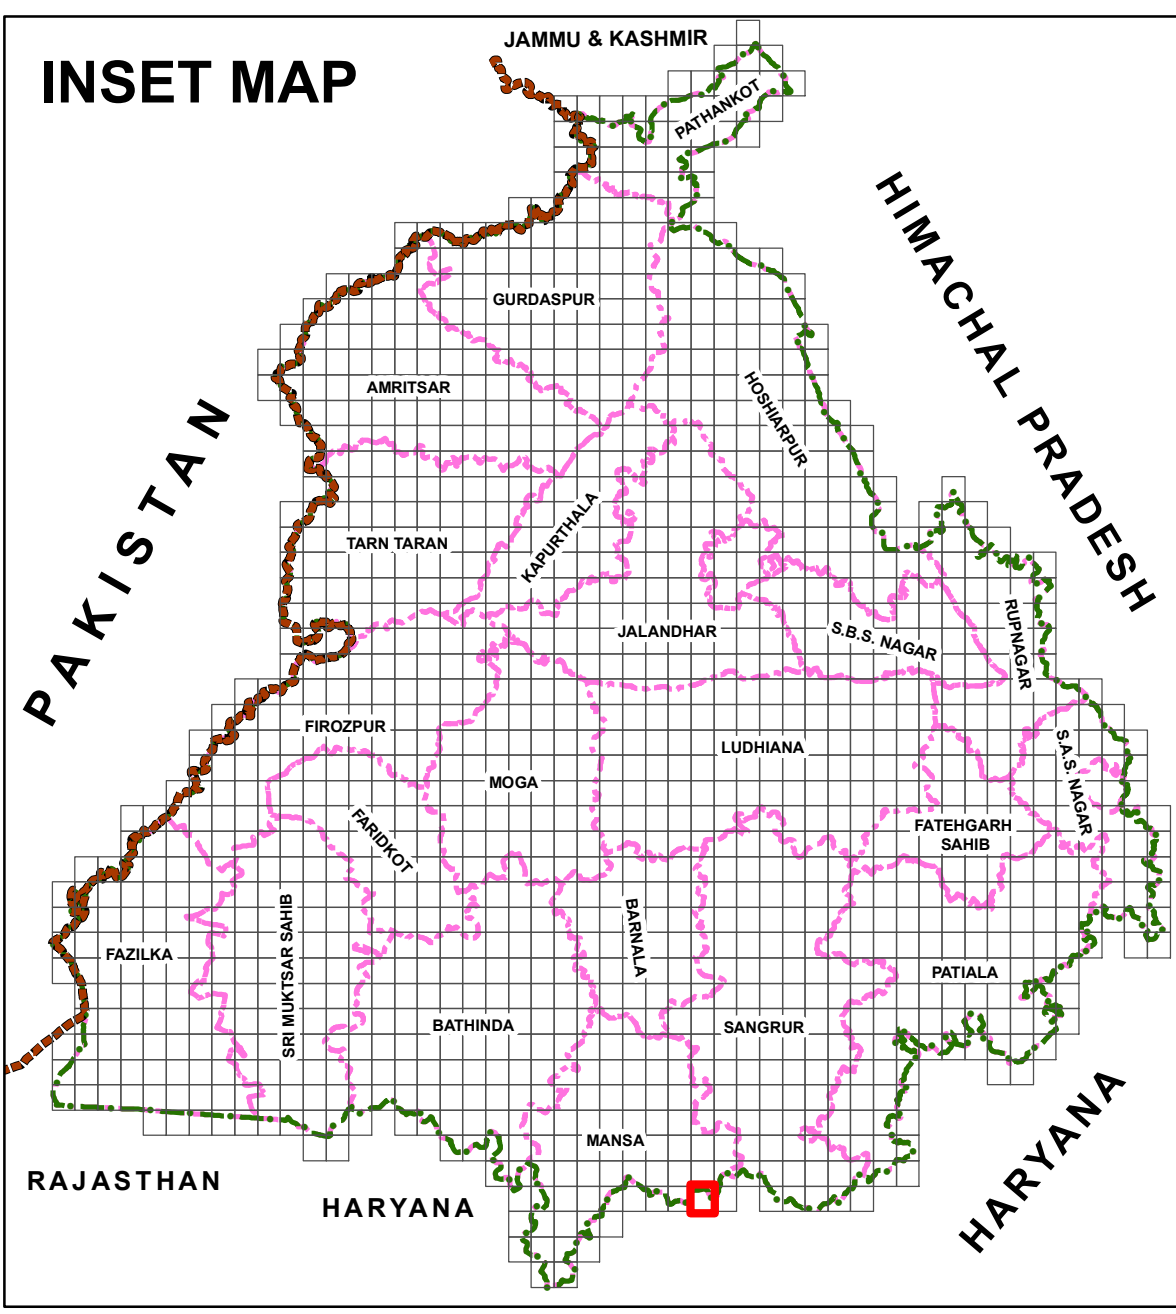 JAMMU & KASHMIR
INSET MAP
PATHANKOT
HIMACHAL PRADESH
GURDASPUR
AMRITSAR
HOSHIARPUR
PAKISTAN
KAPURTHALA
TARN TARAN
JALANDHAR
S.B.S. NAGAR
RUPNAGAR
FIROZPUR
LUDHIANA
S.A.S. NAGAR
MOGA
FARIDKOT
FATEHGARH
SAHIB
BARNALA
SRI MUKTSAR SAHIB
FAZILKA
PATIALA
BATHINDA
SANGRUR
MANSA
RAJASTHAN
HARYANA
HARYANA